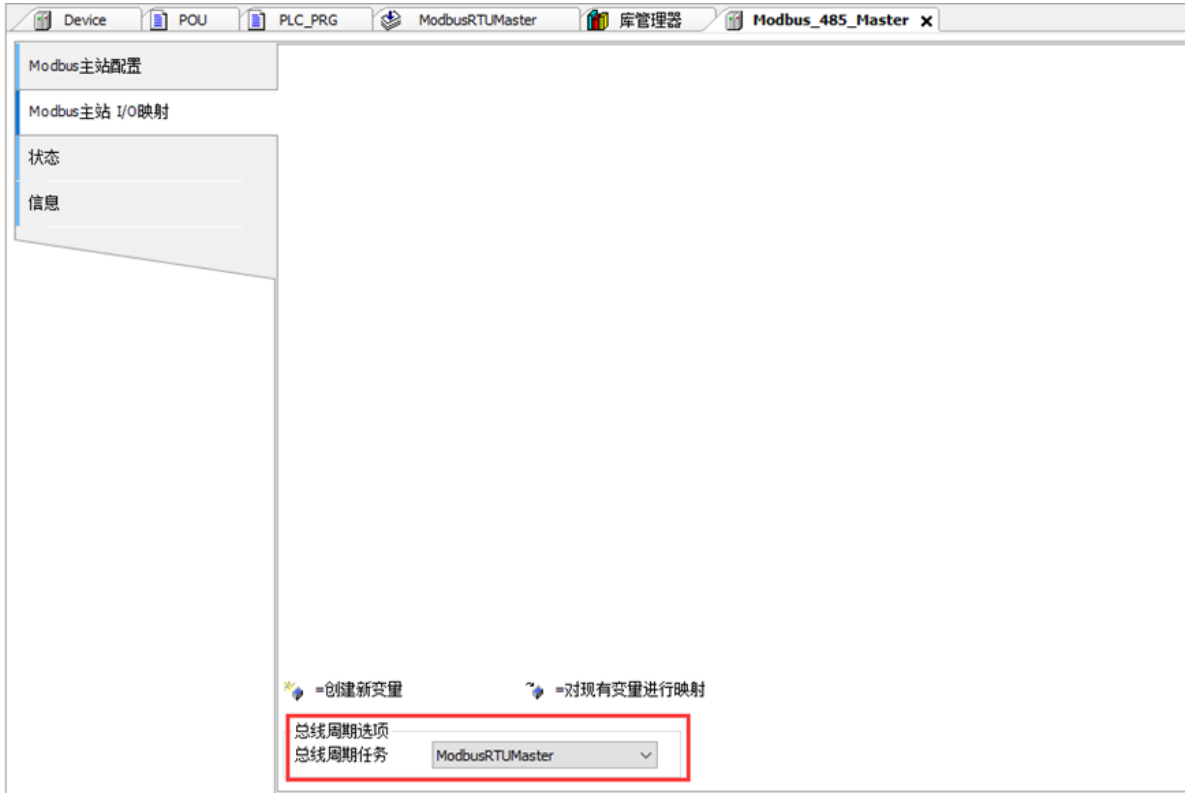 Device POU PLC_PRG ModbusRTUMaster 库管理器 Modbus_485_Master x
Modbus主站配置
Modbus主站 I/O映射
状态
信息
=创建新变量 =对现有变量进行映射
总线周期选项
总线周期任务 ModbusRTUMaster